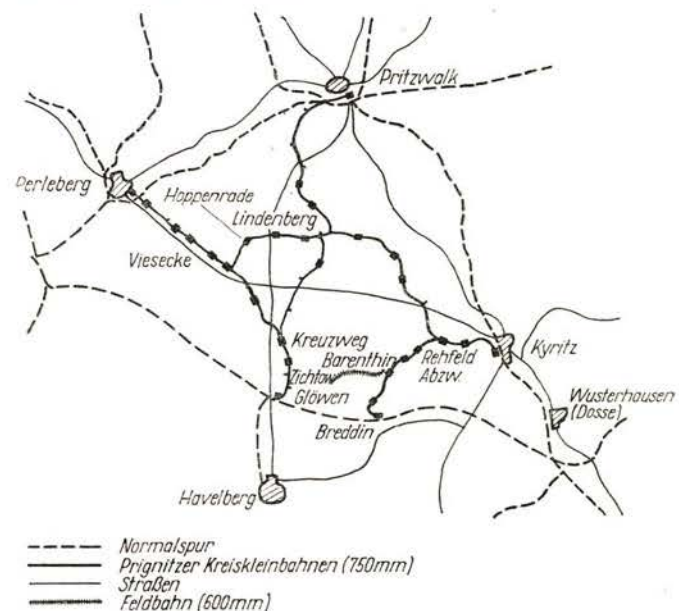 Pritzwalk
Perleberg
Hoppenrade
Lindenberg
Viesecke
Kreuzweg
Barenthin
Rehfeld
Abzw.
Kyritz
Zichtow
Glöwen
Wusterhausen
(Dosse)
Breddin
Havelberg
Normalspur
Prignitzer Kreiskleinbahnen (750mm)
Straßen
Feldbahn (600mm)